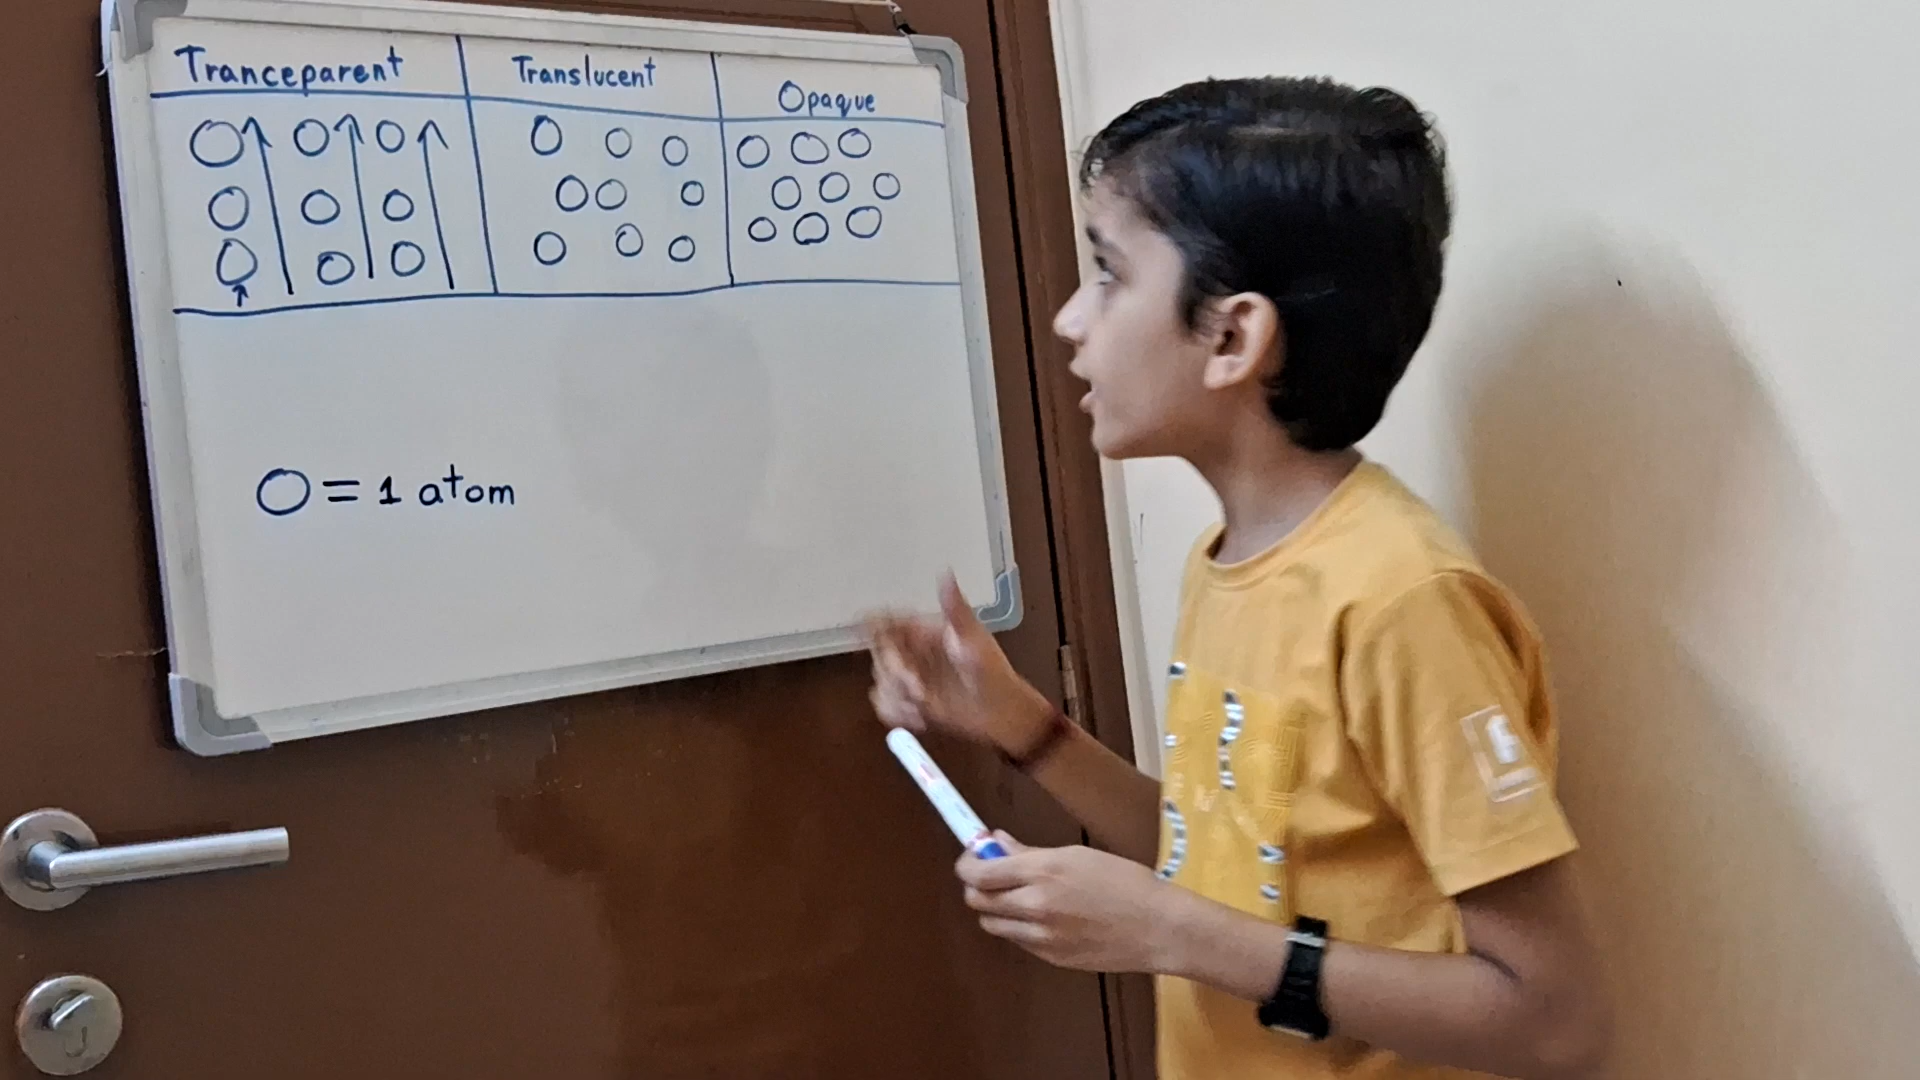 Tranceparent Translucent Opaque
O = 1 atom